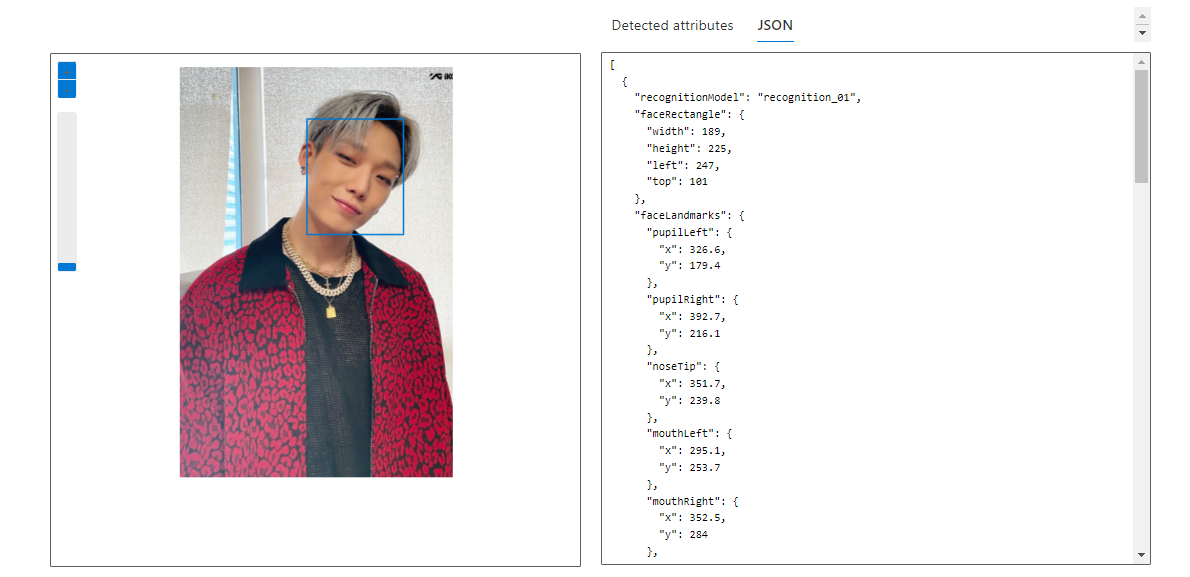 Detected attributes
JSON
YG iKO
[
{
"recognitionModel": "recognition_01",
"faceRectangle": {
"width": 189,
"height": 225,
"left": 247,
"top": 101
},
"faceLandmarks": {
"pupilLeft": {
"x": 326.6,
"y": 179.4
},
"pupilRight": {
"x": 392.7,
"y": 216.1
},
"noseTip": {
"x": 351.7,
"y": 239.8
},
"mouthLeft": {
"x": 295.1,
"y": 253.7
},
"mouthRight": {
"x": 352.5,
"y": 284
},